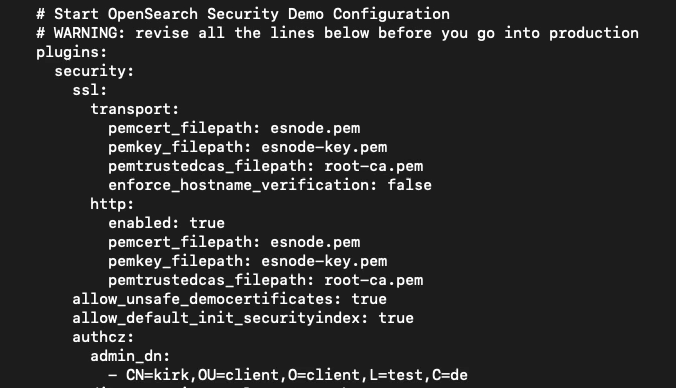 # Start OpenSearch Security Demo Configuration
# WARNING: revise all the lines below before you go into production
plugins:
security:
ssl:
transport:
pemcert_filepath: esnode.pem
pemkey_filepath: esnode-key.pem
pemtrustedcas_filepath: root-ca.pem
enforce_hostname_verification: false
http:
enabled: true
pemcert_filepath: esnode.pem
pemkey_filepath: esnode-key.pem
pemtrustedcas_filepath: root-ca.pem
allow_unsafe_democertificates: true
allow_default_init_securityindex: true
authcz:
admin_dn:
- CN=kirk,OU=client,O=client,L=test,C=de